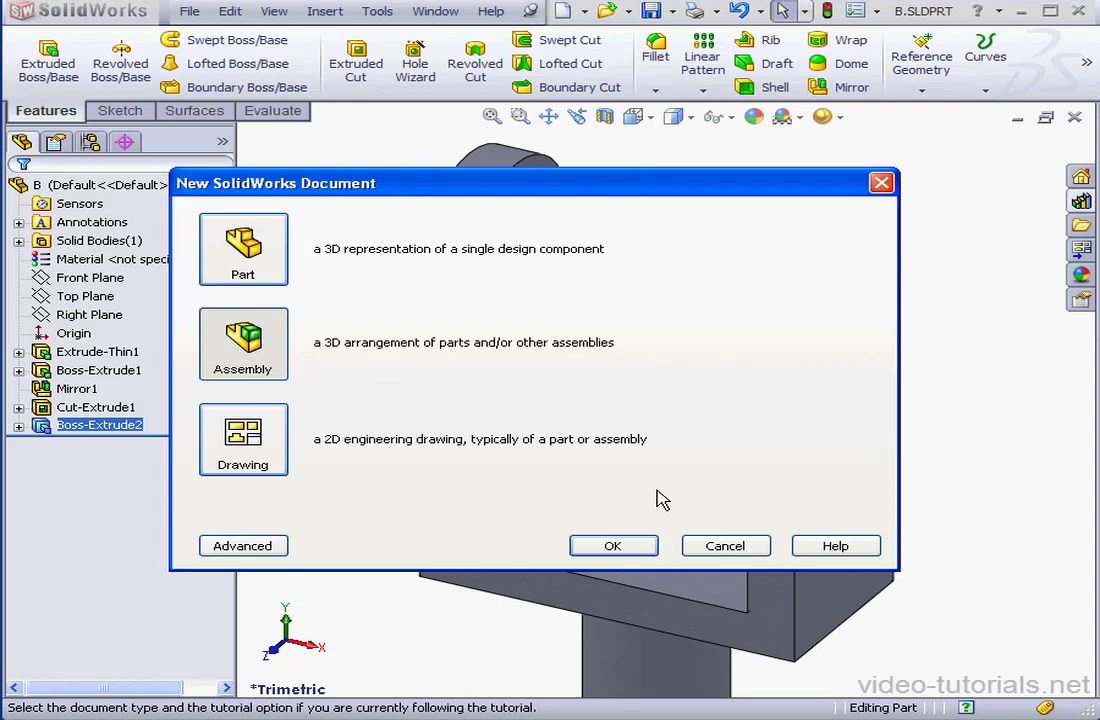 SolidWorks File Edit View Insert Tools Window Help B.SLDPRT
Extruded Boss/Base
Revolved Boss/Base
Swept Boss/Base
Lofted Boss/Base
Boundary Boss/Base
Extruded Cut
Hole Wizard
Revolved Cut
Swept Cut
Lofted Cut
Boundary Cut
Fillet
Linear Pattern
Rib
Draft
Shell
Wrap
Dome
Mirror
Reference Geometry
Curves
Features Sketch Surfaces Evaluate
B (Default<<Default>
Sensors
Annotations
Solid Bodies(1)
Material <not speci
Front Plane
Top Plane
Right Plane
Origin
Extrude-Thin1
Boss-Extrude1
Mirror1
Cut-Extrude1
Boss-Extrude2
New SolidWorks Document
Part
a 3D representation of a single design component
Assembly
a 3D arrangement of parts and/or other assemblies
Drawing
a 2D engineering drawing, typically of a part or assembly
Advanced OK Cancel Help
Y
X
Z
*Trimetric
video-tutorials.net
Select the document type and the tutorial option if you are currently following the tutorial. Editing Part